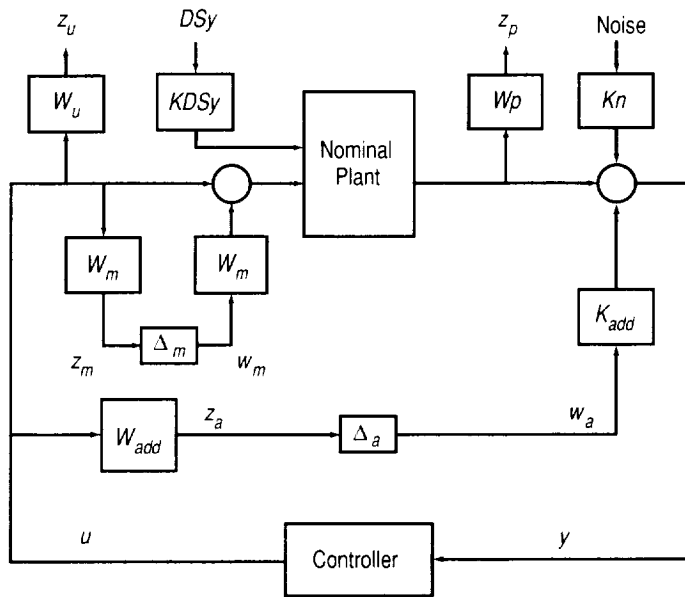 z_u
DSy
z_p
Noise
W_u
KDSy
Nominal
Plant
Wp
Kn
W_m
W_m
K_add
z_m
Δ_m
w_m
W_add
z_a
Δ_a
w_a
u
Controller
y